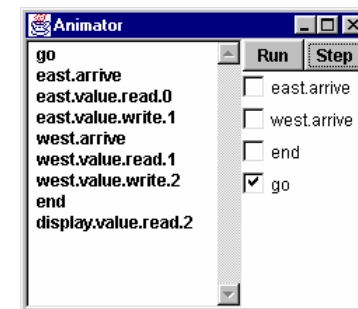 Animator
go
east.arrive
east.value.read.0
east.value.write.1
west.arrive
west.value.read.1
west.value.write.2
end
display.value.read.2
Run Step
east.arrive
west.arrive
end
go